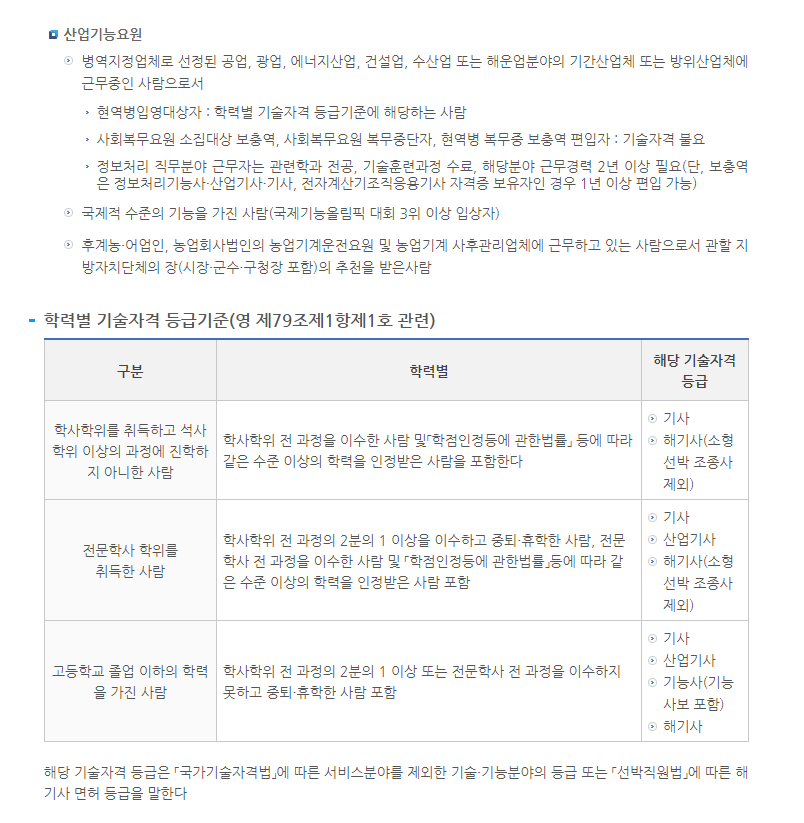 산업기능요원
병역지정업체로 선정된 공업, 광업, 에너지산업, 건설업, 수산업 또는 해운업분야의 기간산업체 또는 방위산업체에
근무중인 사람으로서
현역병입영대상자 : 학력별 기술자격 등급기준에 해당하는 사람
사회복무요원 소집대상 보충역, 사회복무요원 복무중단자, 현역병 복무중 보충역 편입자 : 기술자격 불요
정보처리 직무분야 근무자는 관련학과 전공, 기술훈련과정 수료, 해당분야 근무경력 2년 이상 필요(단, 보충역
은 정보처리기능사·산업기사·기사, 전자계산기조직응용기사 자격증 보유자인 경우 1년 이상 편입 가능)
국제적 수준의 기능을 가진 사람(국제기능올림픽 대회 3위 이상 입상자)
후계농·어업인, 농업회사법인의 농업기계운전요원 및 농업기계 사후관리업체에 근무하고 있는 사람으로서 관할 지
방자치단체의 장(시장·군수·구청장 포함)의 추천을 받은사람
학력별 기술자격 등급기준(영 제79조제1항제1호 관련)
구분
학력별
해당 기술자격
등급
학사학위를 취득하고 석사
학위 이상의 과정에 진학하
지 아니한 사람
학사학위 전 과정을 이수한 사람 및「학점인정등에 관한법률」 등에 따라
같은 수준 이상의 학력을 인정받은 사람을 포함한다
기사
해기사(소형
선박 조종사
제외)
전문학사 학위를
취득한 사람
학사학위 전 과정의 2분의 1 이상을 이수하고 중퇴·휴학한 사람, 전문
학사 전 과정을 이수한 사람 및 「학점인정등에 관한법률」등에 따라 같
은 수준 이상의 학력을 인정받은 사람 포함
기사
산업기사
해기사(소형
선박 조종사
제외)
고등학교 졸업 이하의 학력
을 가진 사람
학사학위 전 과정의 2분의 1 이상 또는 전문학사 전 과정을 이수하지
못하고 중퇴·휴학한 사람 포함
기사
산업기사
기능사(기능
사보 포함)
해기사
해당 기술자격 등급은 「국가기술자격법」에 따른 서비스분야를 제외한 기술·기능분야의 등급 또는 「선박직원법」에 따른 해
기사 면허 등급을 말한다